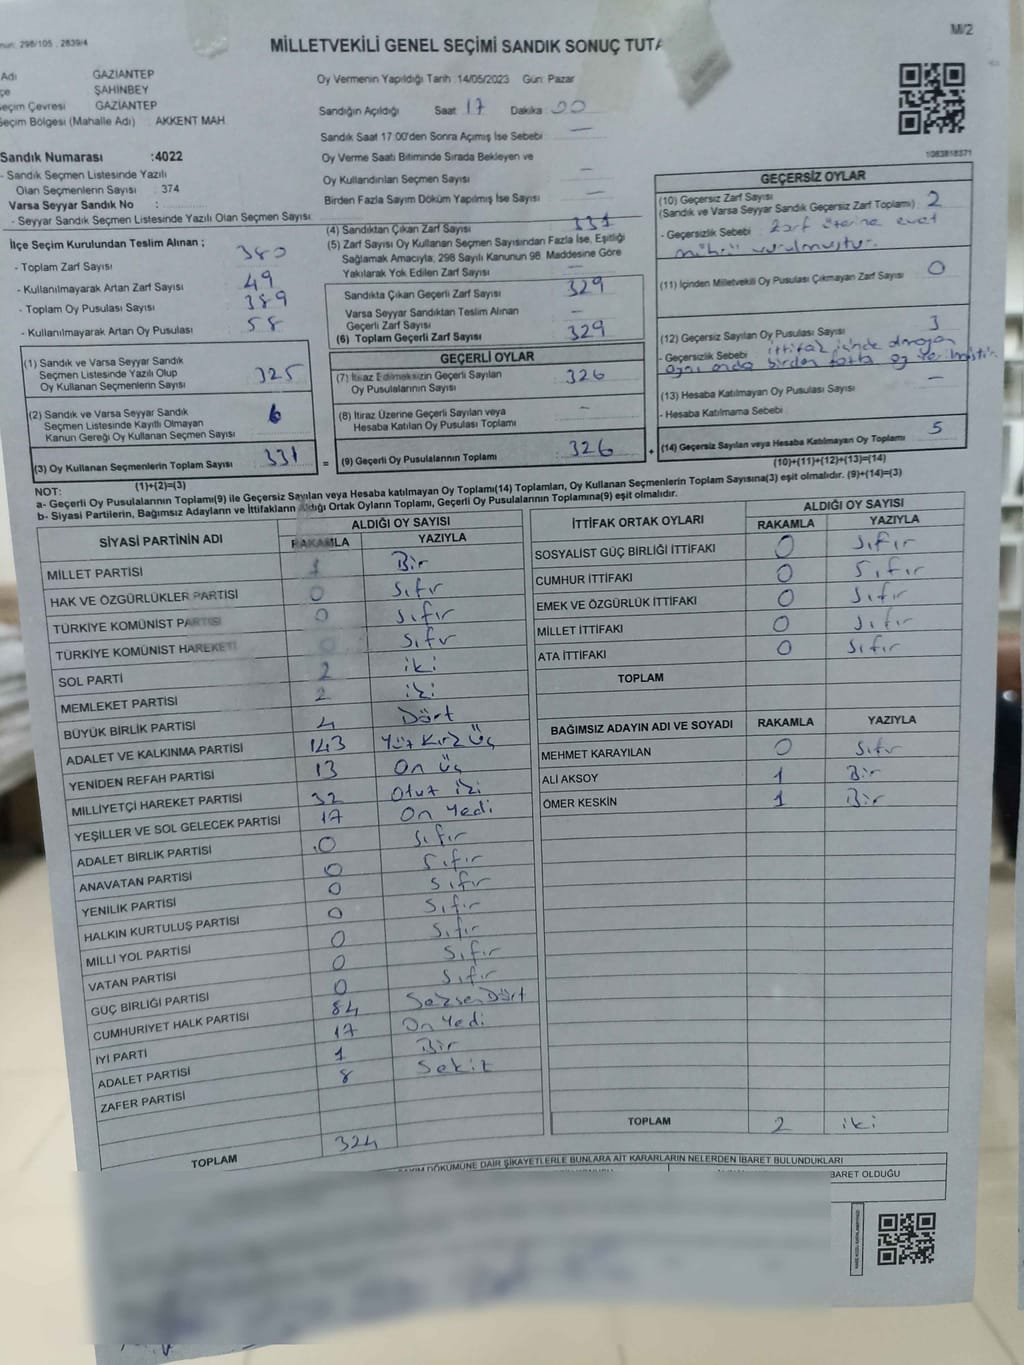 nun: 298/105 , 2839/4
M/2
MİLLETVEKİLİ GENEL SEÇİMİ SANDIK SONUÇ TUTA
Adı GAZİANTEP
çe ŞAHİNBEY
eçim Çevresi GAZİANTEP
eçim Bölgesi (Mahalle Adı) AKKENT MAH
Oy Vermenin Yapıldığı Tarih 14/05/2023 Gün: Pazar
Sandığın Açıldığı Saat 17 Dakika 00
Sandık Saat 17:00'den Sonra Açımış İse Sebebi —
Oy Verme Saati Bitiminde Sırada Bekleyen ve
Oy Kullandırılan Seçmen Sayısı —
Birden Fazla Sayım Döküm Yapılmış İse Sayısı —
1083818371
Sandık Numarası :4022
- Sandık Seçmen Listesinde Yazılı
Olan Seçmenlerin Sayısı : 374
Varsa Seyyar Sandık No :
- Seyyar Sandık Seçmen Listesinde Yazılı Olan Seçmen Sayısı:
İlçe Seçim Kurulundan Teslim Alınan ;
- Toplam Zarf Sayısı 380
- Kullanılmayarak Artan Zarf Sayısı 49
- Toplam Oy Pusulası Sayısı 389
- Kullanılmayarak Artan Oy Pusulası 58
(1) Sandık ve Varsa Seyyar Sandık
Seçmen Listesinde Yazılı Olup
Oy Kullanan Seçmenlerin Sayısı 325
(2) Sandık ve Varsa Seyyar Sandık
Seçmen Listesinde Kayıtlı Olmayan
Kanun Gereği Oy Kullanan Seçmen Sayısı 6
(3) Oy Kullanan Seçmenlerin Toplam Sayısı 331 =
(1)+(2)=(3)
(4) Sandıktan Çıkan Zarf Sayısı 331
(5) Zarf Sayısı Oy Kullanan Seçmen Sayısından Fazla İse, Eşitliği
Sağlamak Amacıyla, 298 Sayılı Kanunun 98. Maddesine Göre
Yakılarak Yok Edilen Zarf Sayısı —
Sandıkta Çıkan Geçerli Zarf Sayısı 329
Varsa Seyyar Sandıktan Teslim Alınan
Geçerli Zarf Sayısı —
(6) Toplam Geçerli Zarf Sayısı 329
GEÇERLİ OYLAR
(7) İtiraz Edilmeksizin Geçerli Sayılan
Oy Pusulalarının Sayısı 326
(8) İtiraz Üzerine Geçerli Sayılan veya
Hesaba Katılan Oy Pusulası Toplamı —
(9) Geçerli Oy Pusulalarının Toplamı 326 +
GEÇERSİZ OYLAR
(10) Geçersiz Zarf Sayısı 2
(Sandık ve Varsa Seyyar Sandık Geçersiz Zarf Toplamı)
- Geçersizlik Sebebi : Zarf üzerine evet
mührü vurulmuştur.
(11) İçinden Milletvekili Oy Pusulası Çıkmayan Zarf Sayısı 0
(12) Geçersiz Sayılan Oy Pusulası Sayısı 3
- Geçersizlik Sebebi ittifak içinde olmayan
aynı anda birden fazla oy verilmiştir.
(13) Hesaba Katılmayan Oy Pusulası Sayısı —
- Hesaba Katılmama Sebebi
(14) Geçersiz Sayılan veya Hesaba Katılmayan Oy Toplamı 5
(10)+(11)+(12)+(13)=(14)
NOT:
a- Geçerli Oy Pusulalarının Toplamı(9) ile Geçersiz Sayılan veya Hesaba katılmayan Oy Toplamı(14) Toplamları, Oy Kullanan Seçmenlerin Toplam Sayısına(3) eşit olmalıdır. (9)+(14)=(3)
b- Siyasi Partilerin, Bağımsız Adayların ve İttifakların Aldığı Ortak Oyların Toplamı, Geçerli Oy Pusulalarının Toplamına(9) eşit olmalıdır.
SİYASİ PARTİNİN ADI
ALDIĞI OY SAYISI
RAKAMLA YAZIYLA
MİLLET PARTİSİ 1 Bir
HAK VE ÖZGÜRLÜKLER PARTİSİ 0 Sıfır
TÜRKİYE KOMÜNİST PARTİSİ 0 Sıfır
TÜRKİYE KOMÜNİST HAREKETİ 0 Sıfır
SOL PARTİ 2 iki
MEMLEKET PARTİSİ 2 iki
BÜYÜK BİRLİK PARTİSİ 4 Dört
ADALET VE KALKINMA PARTİSİ 143 Yüz Kırk Üç
YENİDEN REFAH PARTİSİ 13 On üç
MİLLİYETÇİ HAREKET PARTİSİ 32 Otuz iki
YEŞİLLER VE SOL GELECEK PARTİSİ 17 On Yedi
ADALET BİRLİK PARTİSİ 0 Sıfır
ANAVATAN PARTİSİ 0 Sıfır
YENİLİK PARTİSİ 0 Sıfır
HALKIN KURTULUŞ PARTİSİ 0 Sıfır
MİLLİ YOL PARTİSİ 0 Sıfır
VATAN PARTİSİ 0 Sıfır
GÜÇ BİRLİĞİ PARTİSİ 0 Sıfır
CUMHURİYET HALK PARTİSİ 84 Seksen Dört
İYİ PARTİ 17 On Yedi
ADALET PARTİSİ 1 Bir
ZAFER PARTİSİ 8 Sekiz
TOPLAM 324
İTTİFAK ORTAK OYLARI
ALDIĞI OY SAYISI
RAKAMLA YAZIYLA
SOSYALİST GÜÇ BİRLİĞİ İTTİFAKI 0 Sıfır
CUMHUR İTTİFAKI 0 Sıfır
EMEK VE ÖZGÜRLÜK İTTİFAKI 0 Sıfır
MİLLET İTTİFAKI 0 Sıfır
ATA İTTİFAKI 0 Sıfır
TOPLAM
BAĞIMSIZ ADAYIN ADI VE SOYADI RAKAMLA YAZIYLA
MEHMET KARAYILAN 0 Sıfır
ALİ AKSOY 1 Bir
ÖMER KESKİN 1 Bir
TOPLAM 2 iki
DÖKÜMÜNE DAİR ŞİKAYETLERLE BUNLARA AİT KARARLARIN NELERDEN İBARET BULUNDUKLARI
BARET OLDUĞU